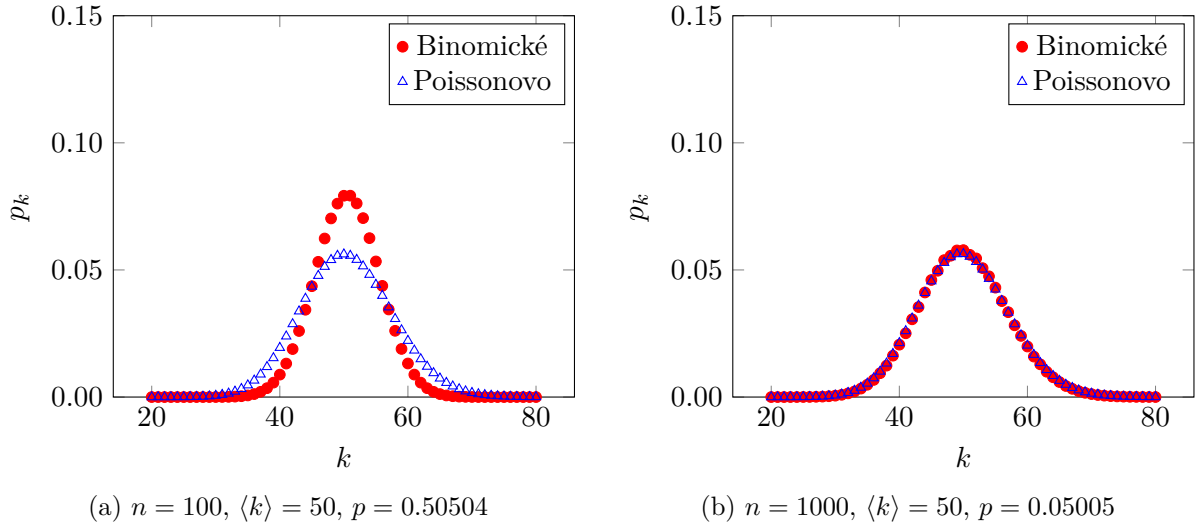 0.15
0.10
0.05
0.00
p_k
20 40 60 80
k
Binomické
Poissonovo
(a) n = 100, ⟨k⟩ = 50, p = 0.50504
0.15
0.10
0.05
0.00
p_k
20 40 60 80
k
Binomické
Poissonovo
(b) n = 1000, ⟨k⟩ = 50, p = 0.05005